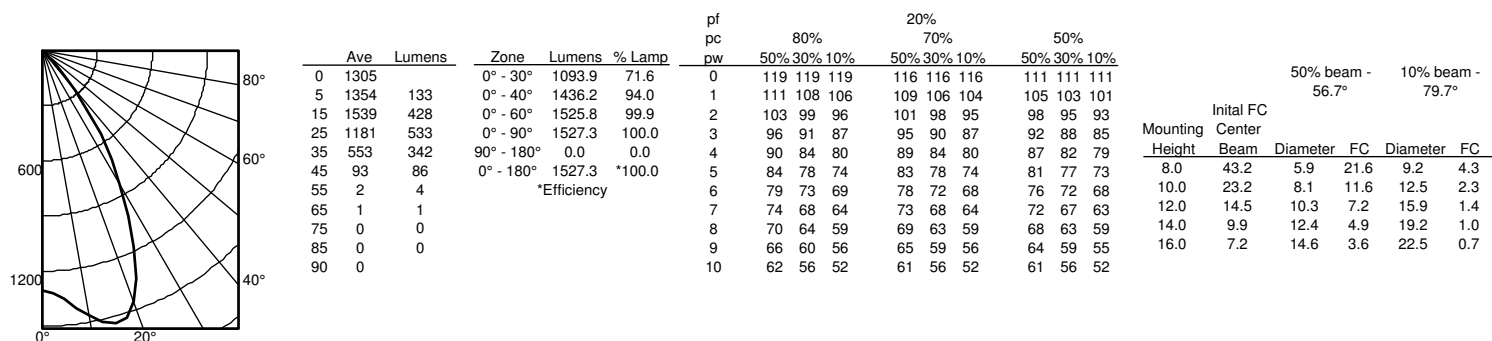 600
1200
0°
20°
40°
60°
80°
Ave Lumens
0 1305
5 1354 133
15 1539 428
25 1181 533
35 553 342
45 93 86
55 2 4
65 1 1
75 0 0
85 0 0
90 0
Zone Lumens % Lamp
0° - 30° 1093.9 71.6
0° - 40° 1436.2 94.0
0° - 60° 1525.8 99.9
0° - 90° 1527.3 100.0
90° - 180° 0.0 0.0
0° - 180° 1527.3 *100.0
*Efficiency
pf 20%
pc 80% 70% 50%
pw 50% 30% 10% 50% 30% 10% 50% 30% 10%
0 119 119 119 116 116 116 111 111 111
1 111 108 106 109 106 104 105 103 101
2 103 99 96 101 98 95 98 95 93
3 96 91 87 95 90 87 92 88 85
4 90 84 80 89 84 80 87 82 79
5 84 78 74 83 78 74 81 77 73
6 79 73 69 78 72 68 76 72 68
7 74 68 64 73 68 64 72 67 63
8 70 64 59 69 63 59 68 63 59
9 66 60 56 65 59 56 64 59 55
10 62 56 52 61 56 52 61 56 52
50% beam - 10% beam -
56.7° 79.7°
Inital FC
Mounting Center
Height Beam Diameter FC Diameter FC
8.0 43.2 5.9 21.6 9.2 4.3
10.0 23.2 8.1 11.6 12.5 2.3
12.0 14.5 10.3 7.2 15.9 1.4
14.0 9.9 12.4 4.9 19.2 1.0
16.0 7.2 14.6 3.6 22.5 0.7